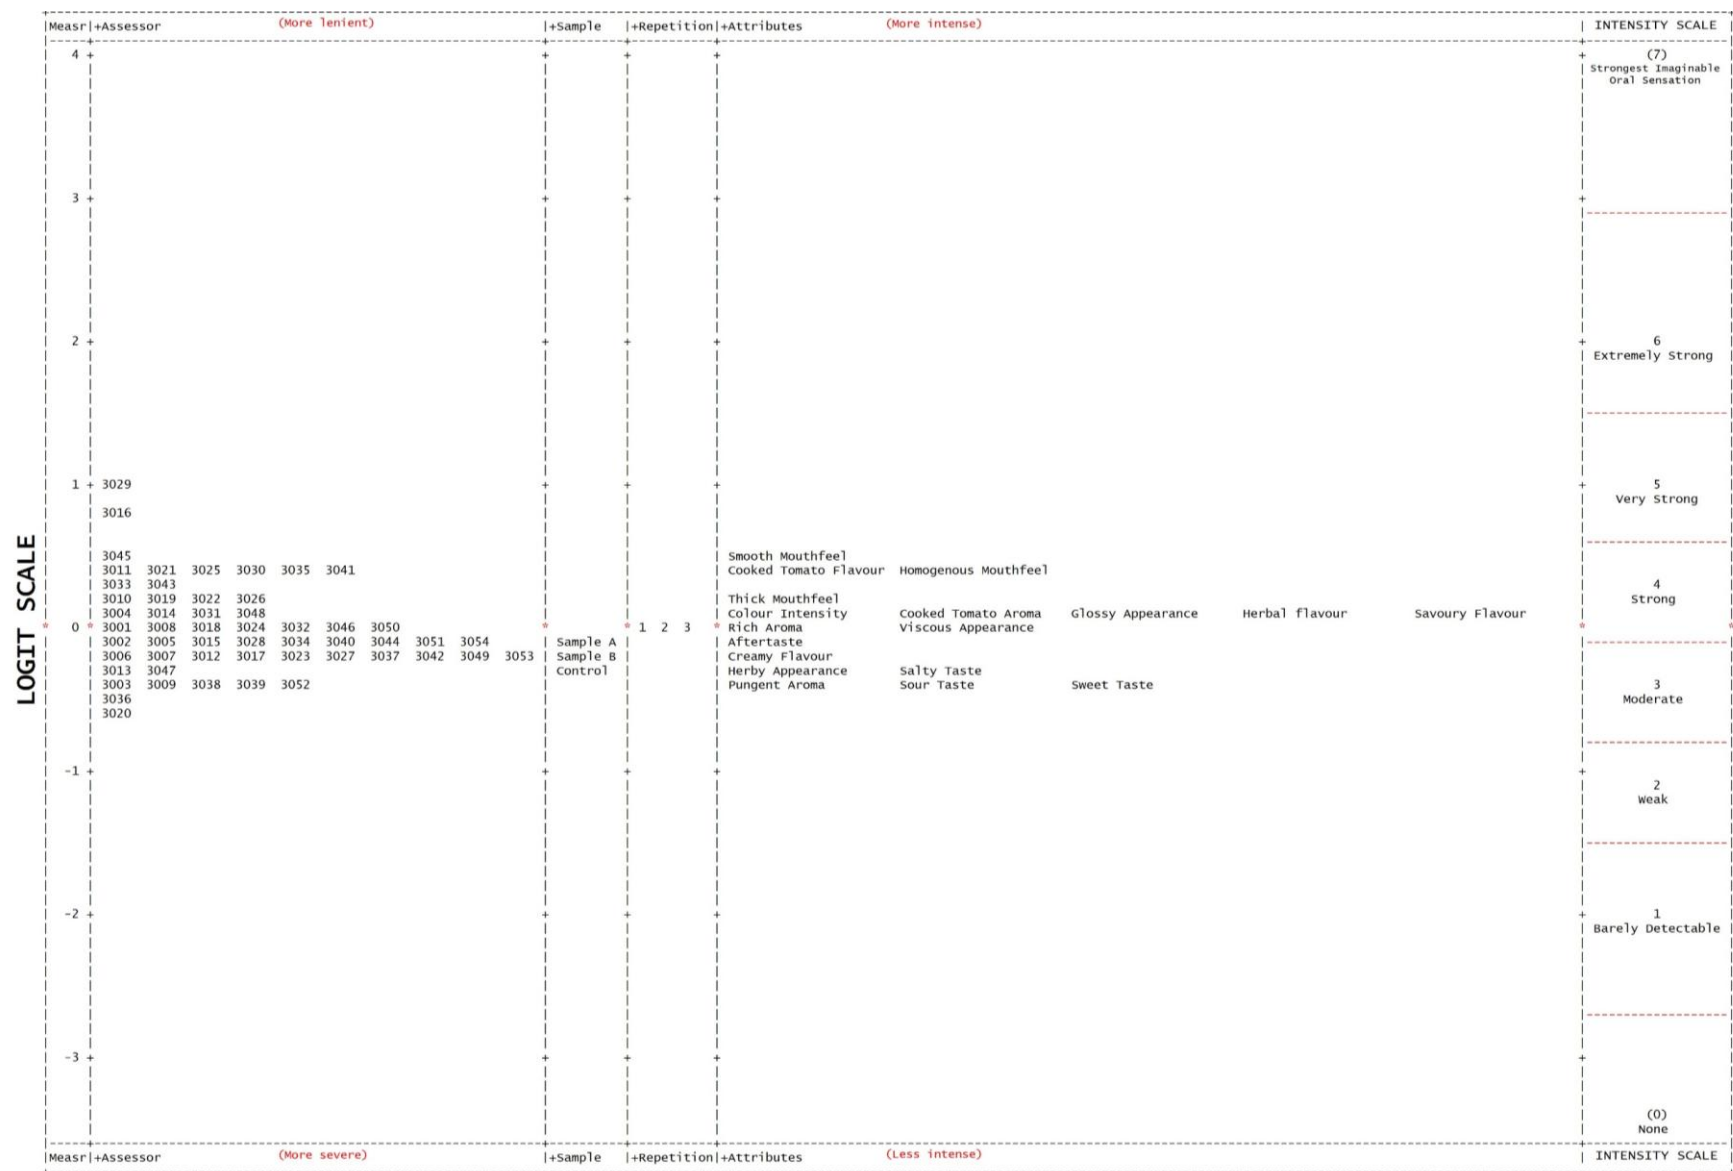 Measr|+Assessor (More lenient) |+Sample |+Repetition|+Attributes (More intense) | INTENSITY SCALE
4 (7)
Strongest Imaginable
Oral Sensation
3
2 6
Extremely Strong
1 3029 5
3016 Very Strong
LOGIT SCALE
3045 Smooth Mouthfeel
3011 3021 3025 3030 3035 3041 Cooked Tomato Flavour Homogenous Mouthfeel
3033 3043 4
3010 3019 3022 3026 Thick Mouthfeel Strong
3004 3014 3031 3048 Colour Intensity Cooked Tomato Aroma Glossy Appearance Herbal flavour Savoury Flavour
* 0 * 3001 3008 3018 3024 3032 3046 3050 * * 1 2 3 * Rich Aroma Viscous Appearance * *
3002 3005 3015 3028 3034 3040 3044 3051 3054 Sample A Aftertaste
3006 3007 3012 3017 3023 3027 3037 3042 3049 3053 Sample B Creamy Flavour
3013 3047 Control Herby Appearance Salty Taste
3003 3009 3038 3039 3052 Pungent Aroma Sour Taste Sweet Taste 3
3036 Moderate
3020
-1 2
Weak
-2 1
Barely Detectable
-3
(0)
None
Measr|+Assessor (More severe) |+Sample |+Repetition|+Attributes (Less intense) | INTENSITY SCALE